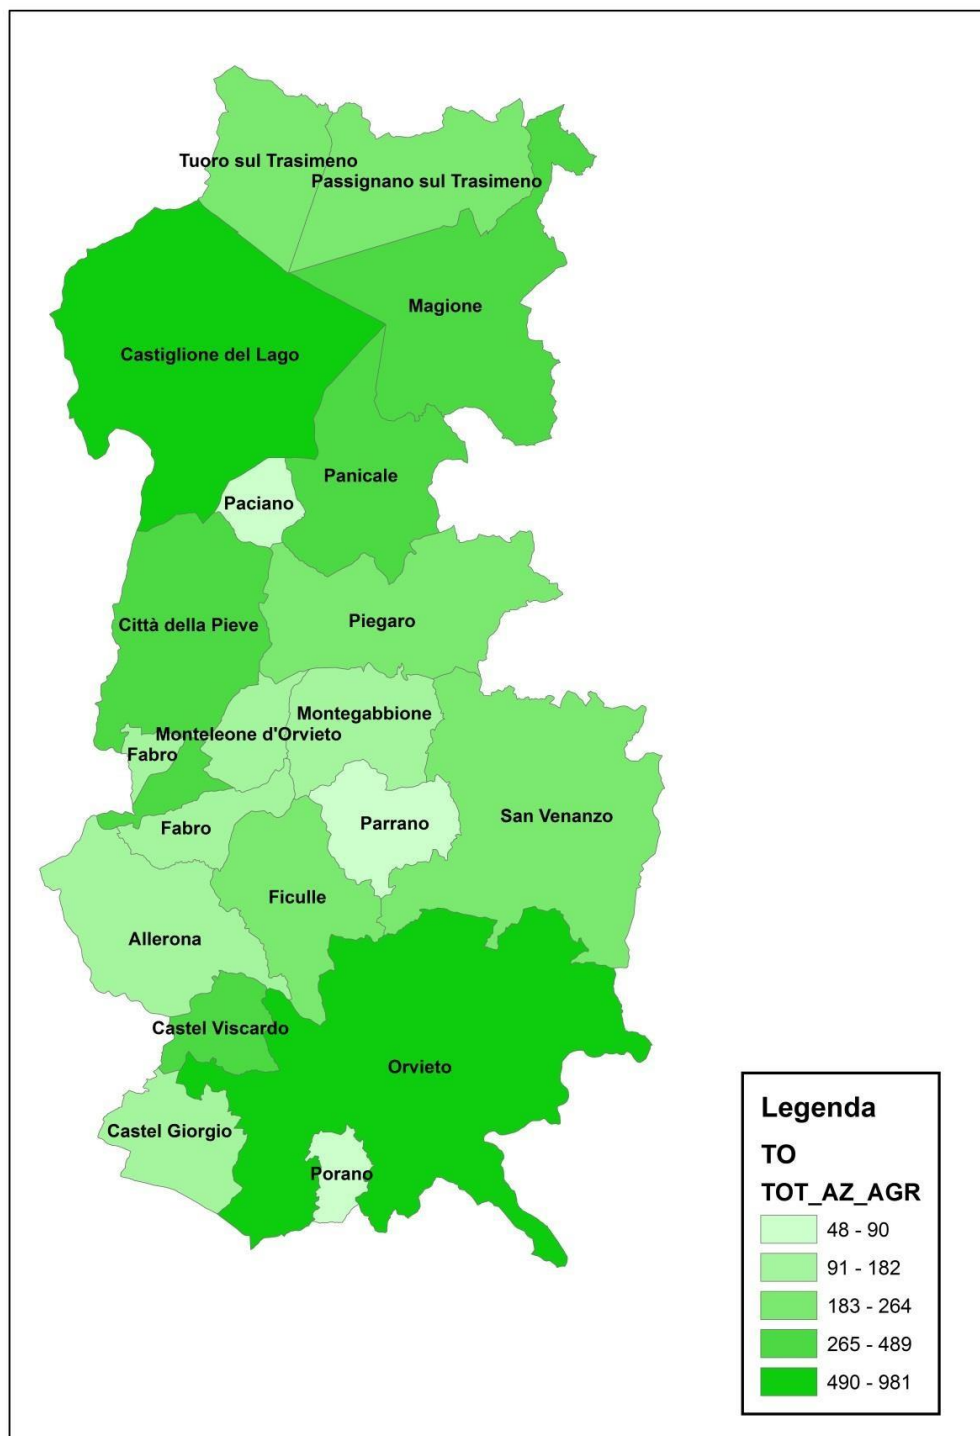 Tuoro sul Trasimeno
Passignano sul Trasimeno
Magione
Castiglione del Lago
Panicale
Paciano
Città della Pieve
Piegaro
Montegabbione
Monteleone d'Orvieto
Fabro
San Venanzo
Parrano
Fabro
Ficulle
Allerona
Castel Viscardo
Orvieto
Castel Giorgio
Porano
Legenda
TO
TOT_AZ_AGR
48 - 90
91 - 182
183 - 264
265 - 489
490 - 981